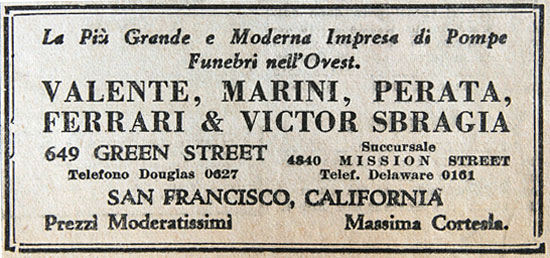 La Più Grande e Moderna Impresa di Pompe
Funebri nell'Ovest.
VALENTE, MARINI, PERATA,
FERRARI & VICTOR SBRAGIA
649 GREEN STREET
Telefono Douglas 0627
Succursale
4840 MISSION STREET
Telef. Delaware 0161
SAN FRANCISCO, CALIFORNIA
Prezzi Moderatissimi
Massima Cortesia.